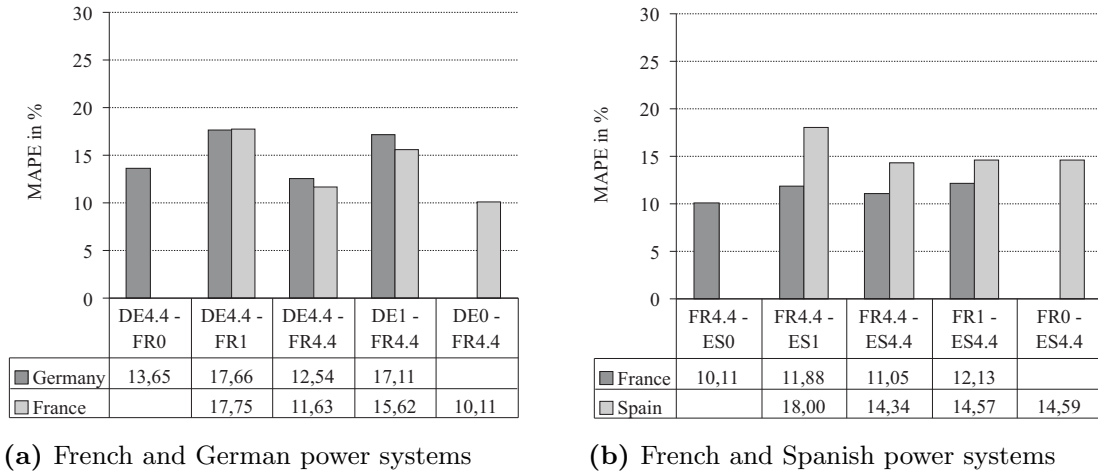 30
25
20
15
10
5
0
MAPE in %
DE4.4 - FR0
DE4.4 - FR1
DE4.4 - FR4.4
DE1 - FR4.4
DE0 - FR4.4
Germany 13,65 17,66 12,54 17,11
France 17,75 11,63 15,62 10,11
(a) French and German power systems
30
25
20
15
10
5
0
MAPE in %
FR4.4 - ES0
FR4.4 - ES1
FR4.4 - ES4.4
FR1 - ES4.4
FR0 - ES4.4
France 10,11 11,88 11,05 12,13
Spain 18,00 14,34 14,57 14,59
(b) French and Spanish power systems